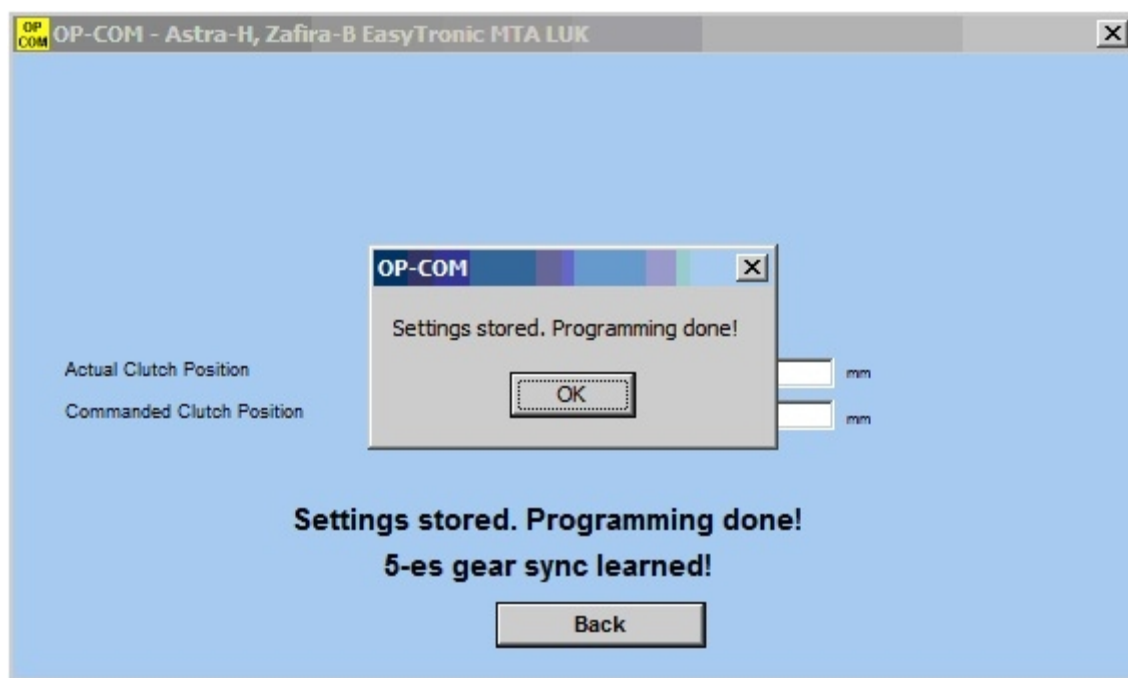 OP COM OP-COM - Astra-H, Zafira-B EasyTronic MTA LUK
OP-COM
Settings stored. Programming done!
OK
Actual Clutch Position mm
Commanded Clutch Position mm
Settings stored. Programming done!
5-es gear sync learned!
Back